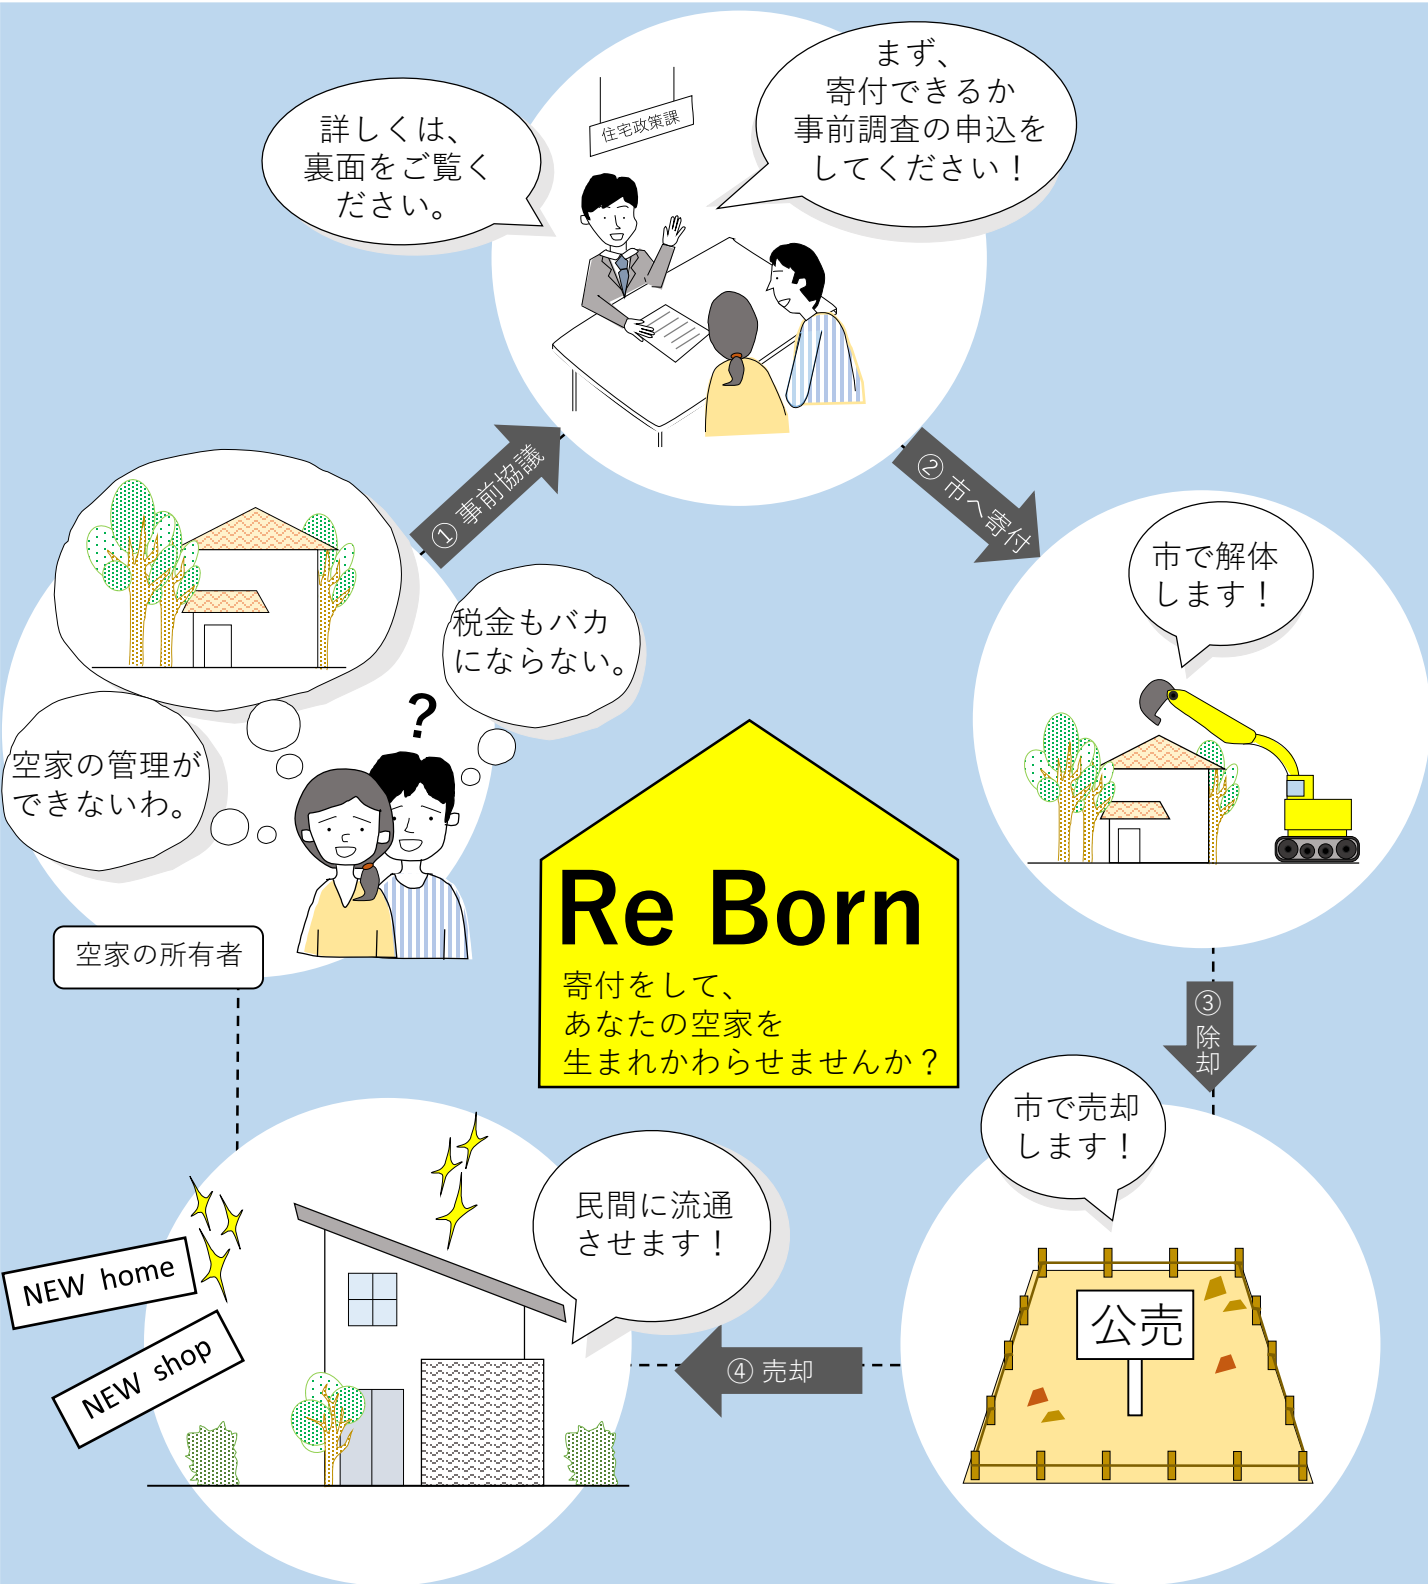 まず、
寄付できるか
事前調査の申込を
してください！
詳しくは、
裏面をご覧く
ださい。
住宅政策課
① 事前協議
② 市へ寄付
市で解体
します！
税金もバカ
にならない。
?
空家の管理が
できないわ。
空家の所有者
Re Born
寄付をして、
あなたの空家を
生まれかわらせませんか？
③
除
却
市で売却
します！
民間に流通
させます！
NEW home
NEW shop
公売
④ 売却